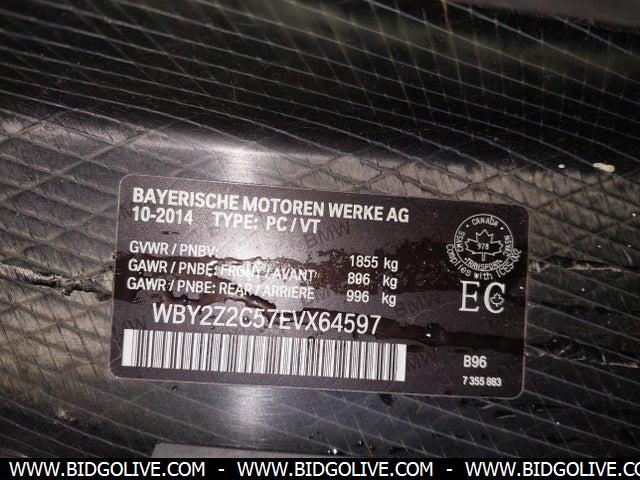 BAYERISCHE MOTOREN WERKE AG
10-2014 TYPE: PC / VT
GVWR / PNBV: 1855 kg
GAWR / PNBE: FRONT / AVANT 896 kg
GAWR / PNBE: REAR / ARRIERE 996 kg
WBY2Z2C57EVX64597
CANADA
978
TRANSPORT
EC
B96
7 355 883
WWW.BIDGOLIVE.COM - WWW.BIDGOLIVE.COM - WWW.BIDGOLIVE.COM